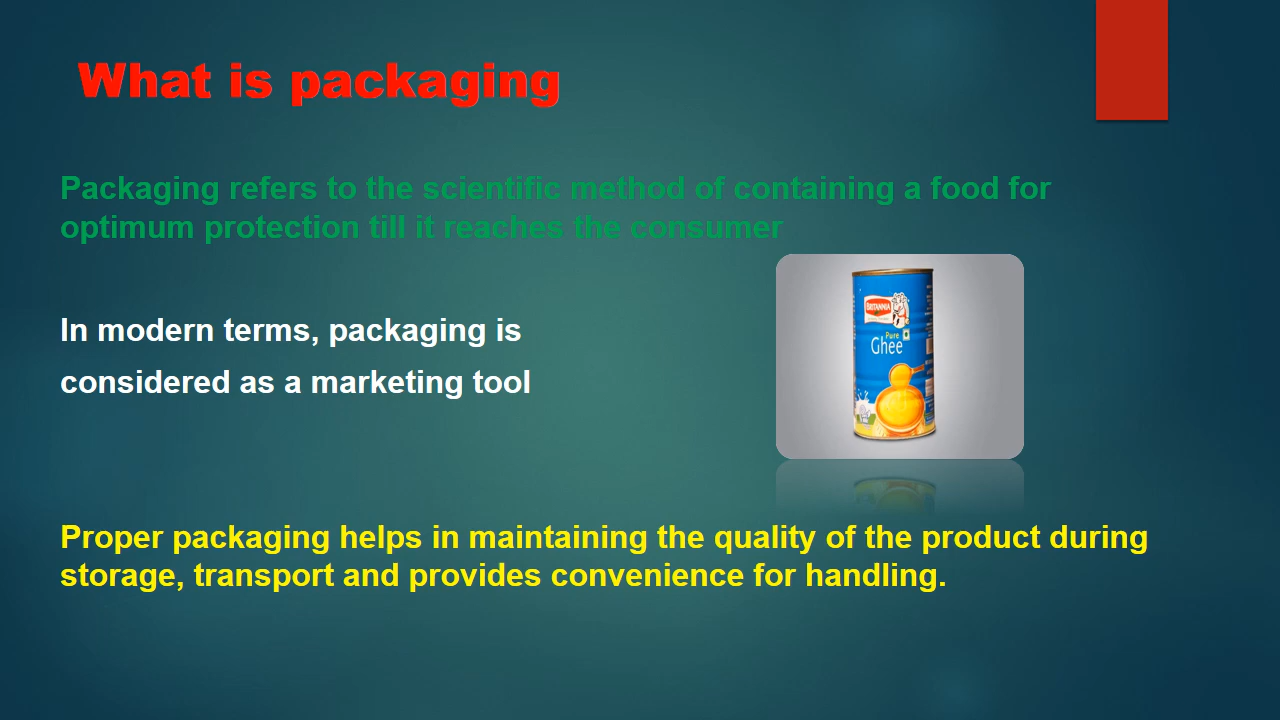 What is packaging
Packaging refers to the scientific method of containing a food for
optimum protection till it reaches the consumer
In modern terms, packaging is
considered as a marketing tool
BRITANNIA
Pure
Ghee
Proper packaging helps in maintaining the quality of the product during
storage, transport and provides convenience for handling.